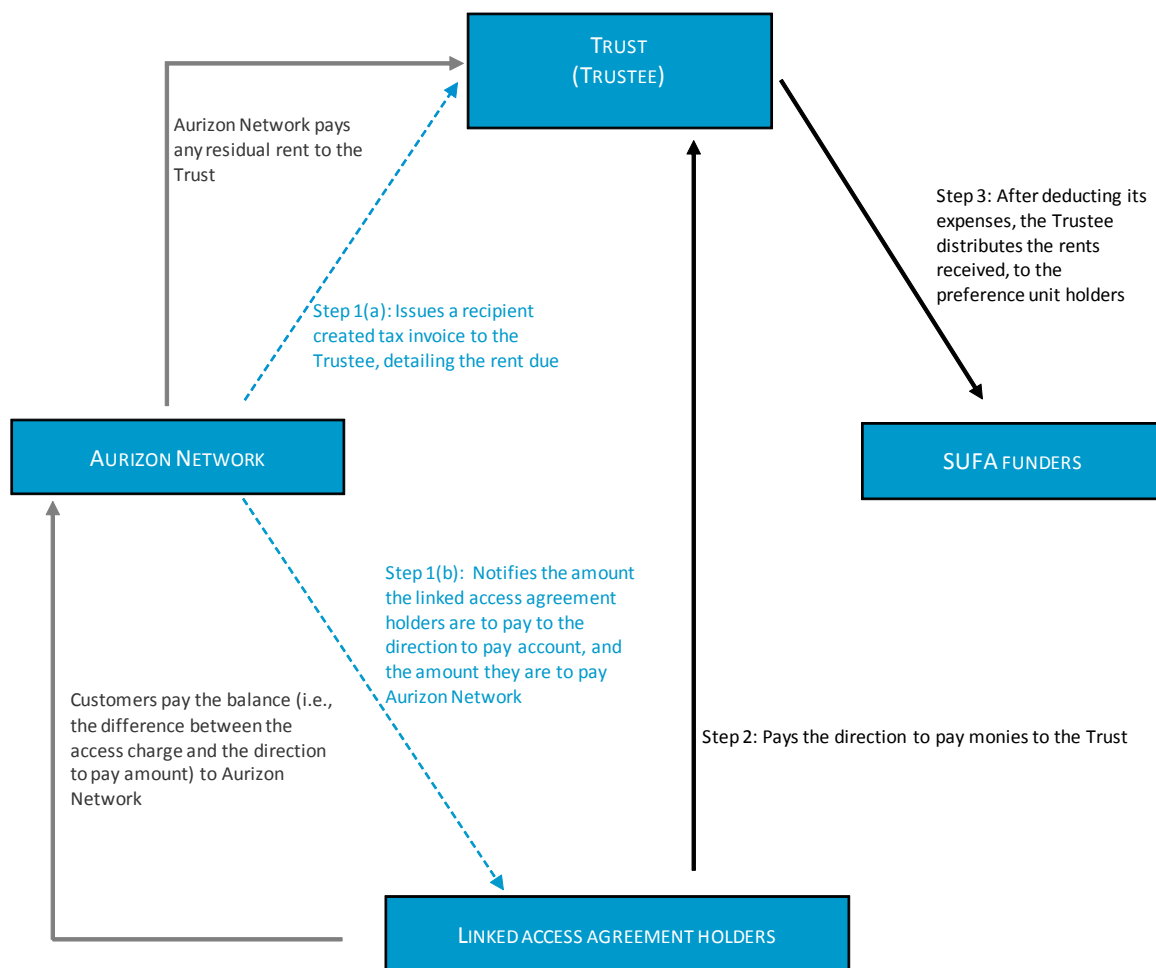 TRUST
(TRUSTEE)
Aurizon Network pays
any residual rent to the
Trust
Step 3: After deducting its
expenses, the Trustee
distributes the rents
received, to the
preference unit holders
Step 1(a): Issues a recipient
created tax invoice to the
Trustee, detailing the rent due
AURIZON NETWORK
SUFA FUNDERS
Step 1(b):  Notifies the amount
the linked access agreement
holders are to pay to the
direction to pay account, and
the amount they are to pay
Aurizon Network
Customers pay the balance (i.e.,
the difference between the
access charge and the direction
to pay amount) to Aurizon
Network
Step 2: Pays the direction to pay monies to the Trust
LINKED ACCESS AGREEMENT HOLDERS